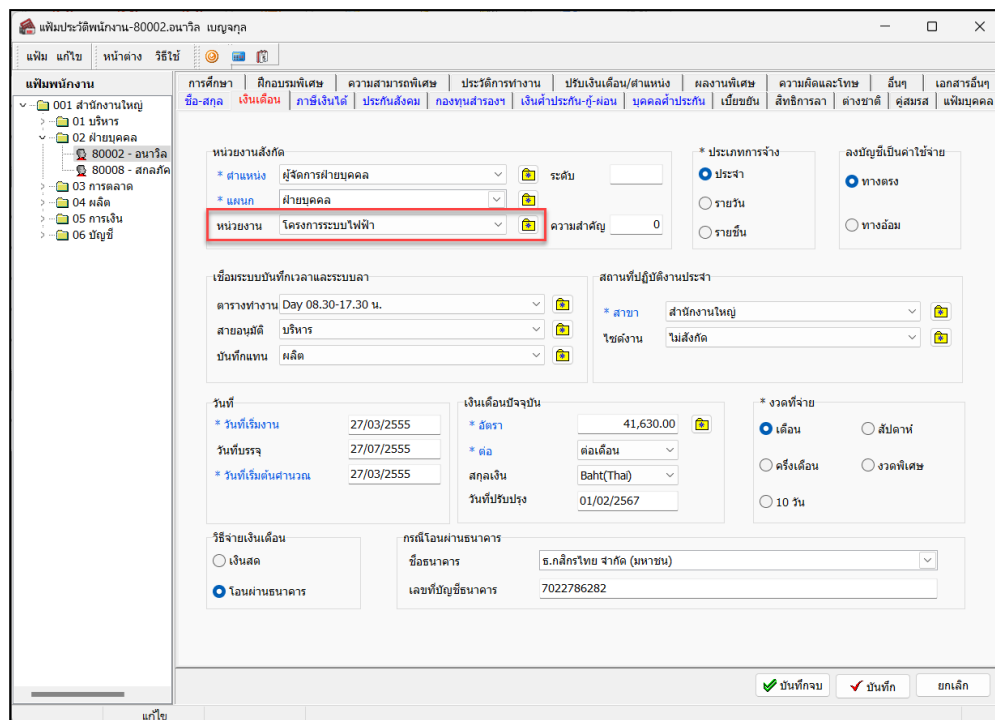 แฟ้มประวัติพนักงาน-80002.อนาวิล เบญจกุล
แฟ้ม แก้ไข หน้าต่าง วิธีใช้
แฟ้มพนักงาน
001 สำนักงานใหญ่
01 บริหาร
02 ฝ่ายบุคคล
80002 - อนาวิล
80008 - สกลภัค
03 การตลาด
04 ผลิต
05 การเงิน
06 บัญชี
การศึกษา ฝึกอบรมพิเศษ ความสามารถพิเศษ ประวัติการทำงาน ปรับเงินเดือน/ตำแหน่ง ผลงานพิเศษ ความผิดและโทษ อื่นๆ เอกสารอื่นๆ
ชื่อ-สกุล เงินเดือน ภาษีเงินได้ ประกันสังคม กองทุนสำรองฯ เงินค้ำประกัน-กู้-ผ่อน บุคคลค้ำประกัน เบี้ยขยัน สิทธิการลา ต่างชาติ คู่สมรส แฟ้มบุคคล
หน่วยงานสังกัด
* ตำแหน่ง ผู้จัดการฝ่ายบุคคล ระดับ
* แผนก ฝ่ายบุคคล
หน่วยงาน โครงการระบบไฟฟ้า ความสำคัญ 0
* ประเภทการจ้าง
ประจำ
รายวัน
รายชิ้น
ลงบัญชีเป็นค่าใช้จ่าย
ทางตรง
ทางอ้อม
เชื่อมระบบบันทึกเวลาและระบบลา
ตารางทำงาน Day 08.30-17.30 น.
สายอนุมัติ บริหาร
บันทึกแทน ผลิต
สถานที่ปฏิบัติงานประจำ
* สาขา สำนักงานใหญ่
ไซด์งาน ไม่สังกัด
วันที่
* วันที่เริ่มงาน 27/03/2555
วันที่บรรจุ 27/07/2555
* วันที่เริ่มต้นคำนวณ 27/03/2555
เงินเดือนปัจจุบัน
* อัตรา 41,630.00
* ต่อ ต่อเดือน
สกุลเงิน Baht(Thai)
วันที่ปรับปรุง 01/02/2567
* งวดที่จ่าย
เดือน สัปดาห์
ครึ่งเดือน งวดพิเศษ
10 วัน
วิธีจ่ายเงินเดือน
เงินสด
โอนผ่านธนาคาร
กรณีโอนผ่านธนาคาร
ชื่อธนาคาร ธ.กสิกรไทย จำกัด (มหาชน)
เลขที่บัญชีธนาคาร 7022786282
บันทึกจบ บันทึก ยกเลิก
แก้ไข